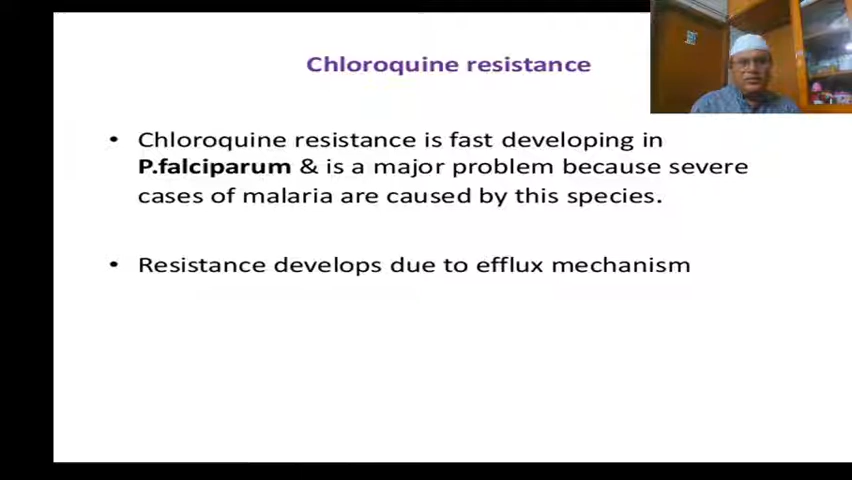 Chloroquine resistance
• Chloroquine resistance is fast developing in
P.falciparum & is a major problem because severe
cases of malaria are caused by this species.
• Resistance develops due to efflux mechanism